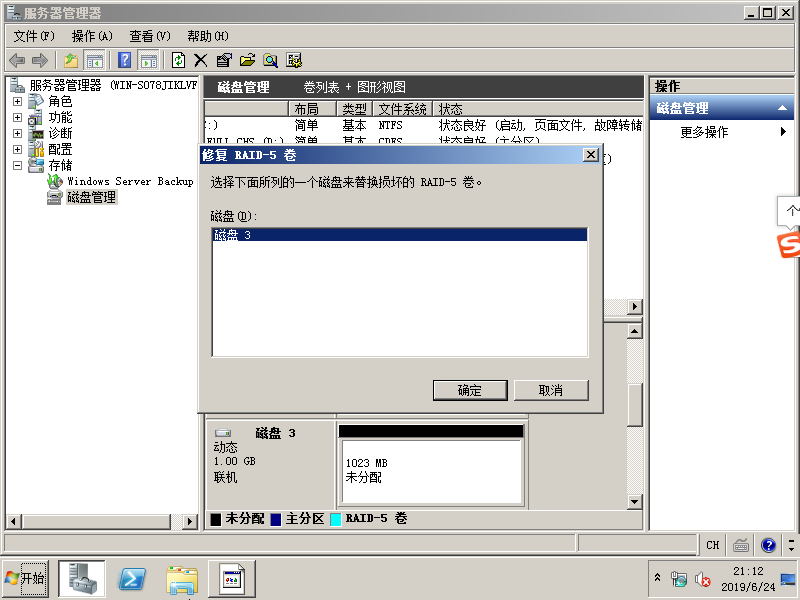 服务器管理器
文件(F) 操作(A) 查看(V) 帮助(H)
服务器管理器 (WIN-SO78JIKLVF
角色
功能
诊断
配置
存储
Windows Server Backup
磁盘管理
磁盘管理 卷列表 + 图形视图
布局 类型 文件系统 状态
:) 简单 基本 NTFS 状态良好 (启动, 页面文件, 故障转储
FULL_CHS (D:) 简单 基本 CDFS 状态良好 (主分区)
修复 RAID-5 卷
选择下面所列的一个磁盘来替换损坏的 RAID-5 卷。
磁盘(D):
磁盘 3
确定 取消
磁盘 3
动态
1.00 GB
联机
1023 MB
未分配
未分配 主分区 RAID-5 卷
操作
磁盘管理
更多操作
个
CH
开始
21:12
2019/6/24